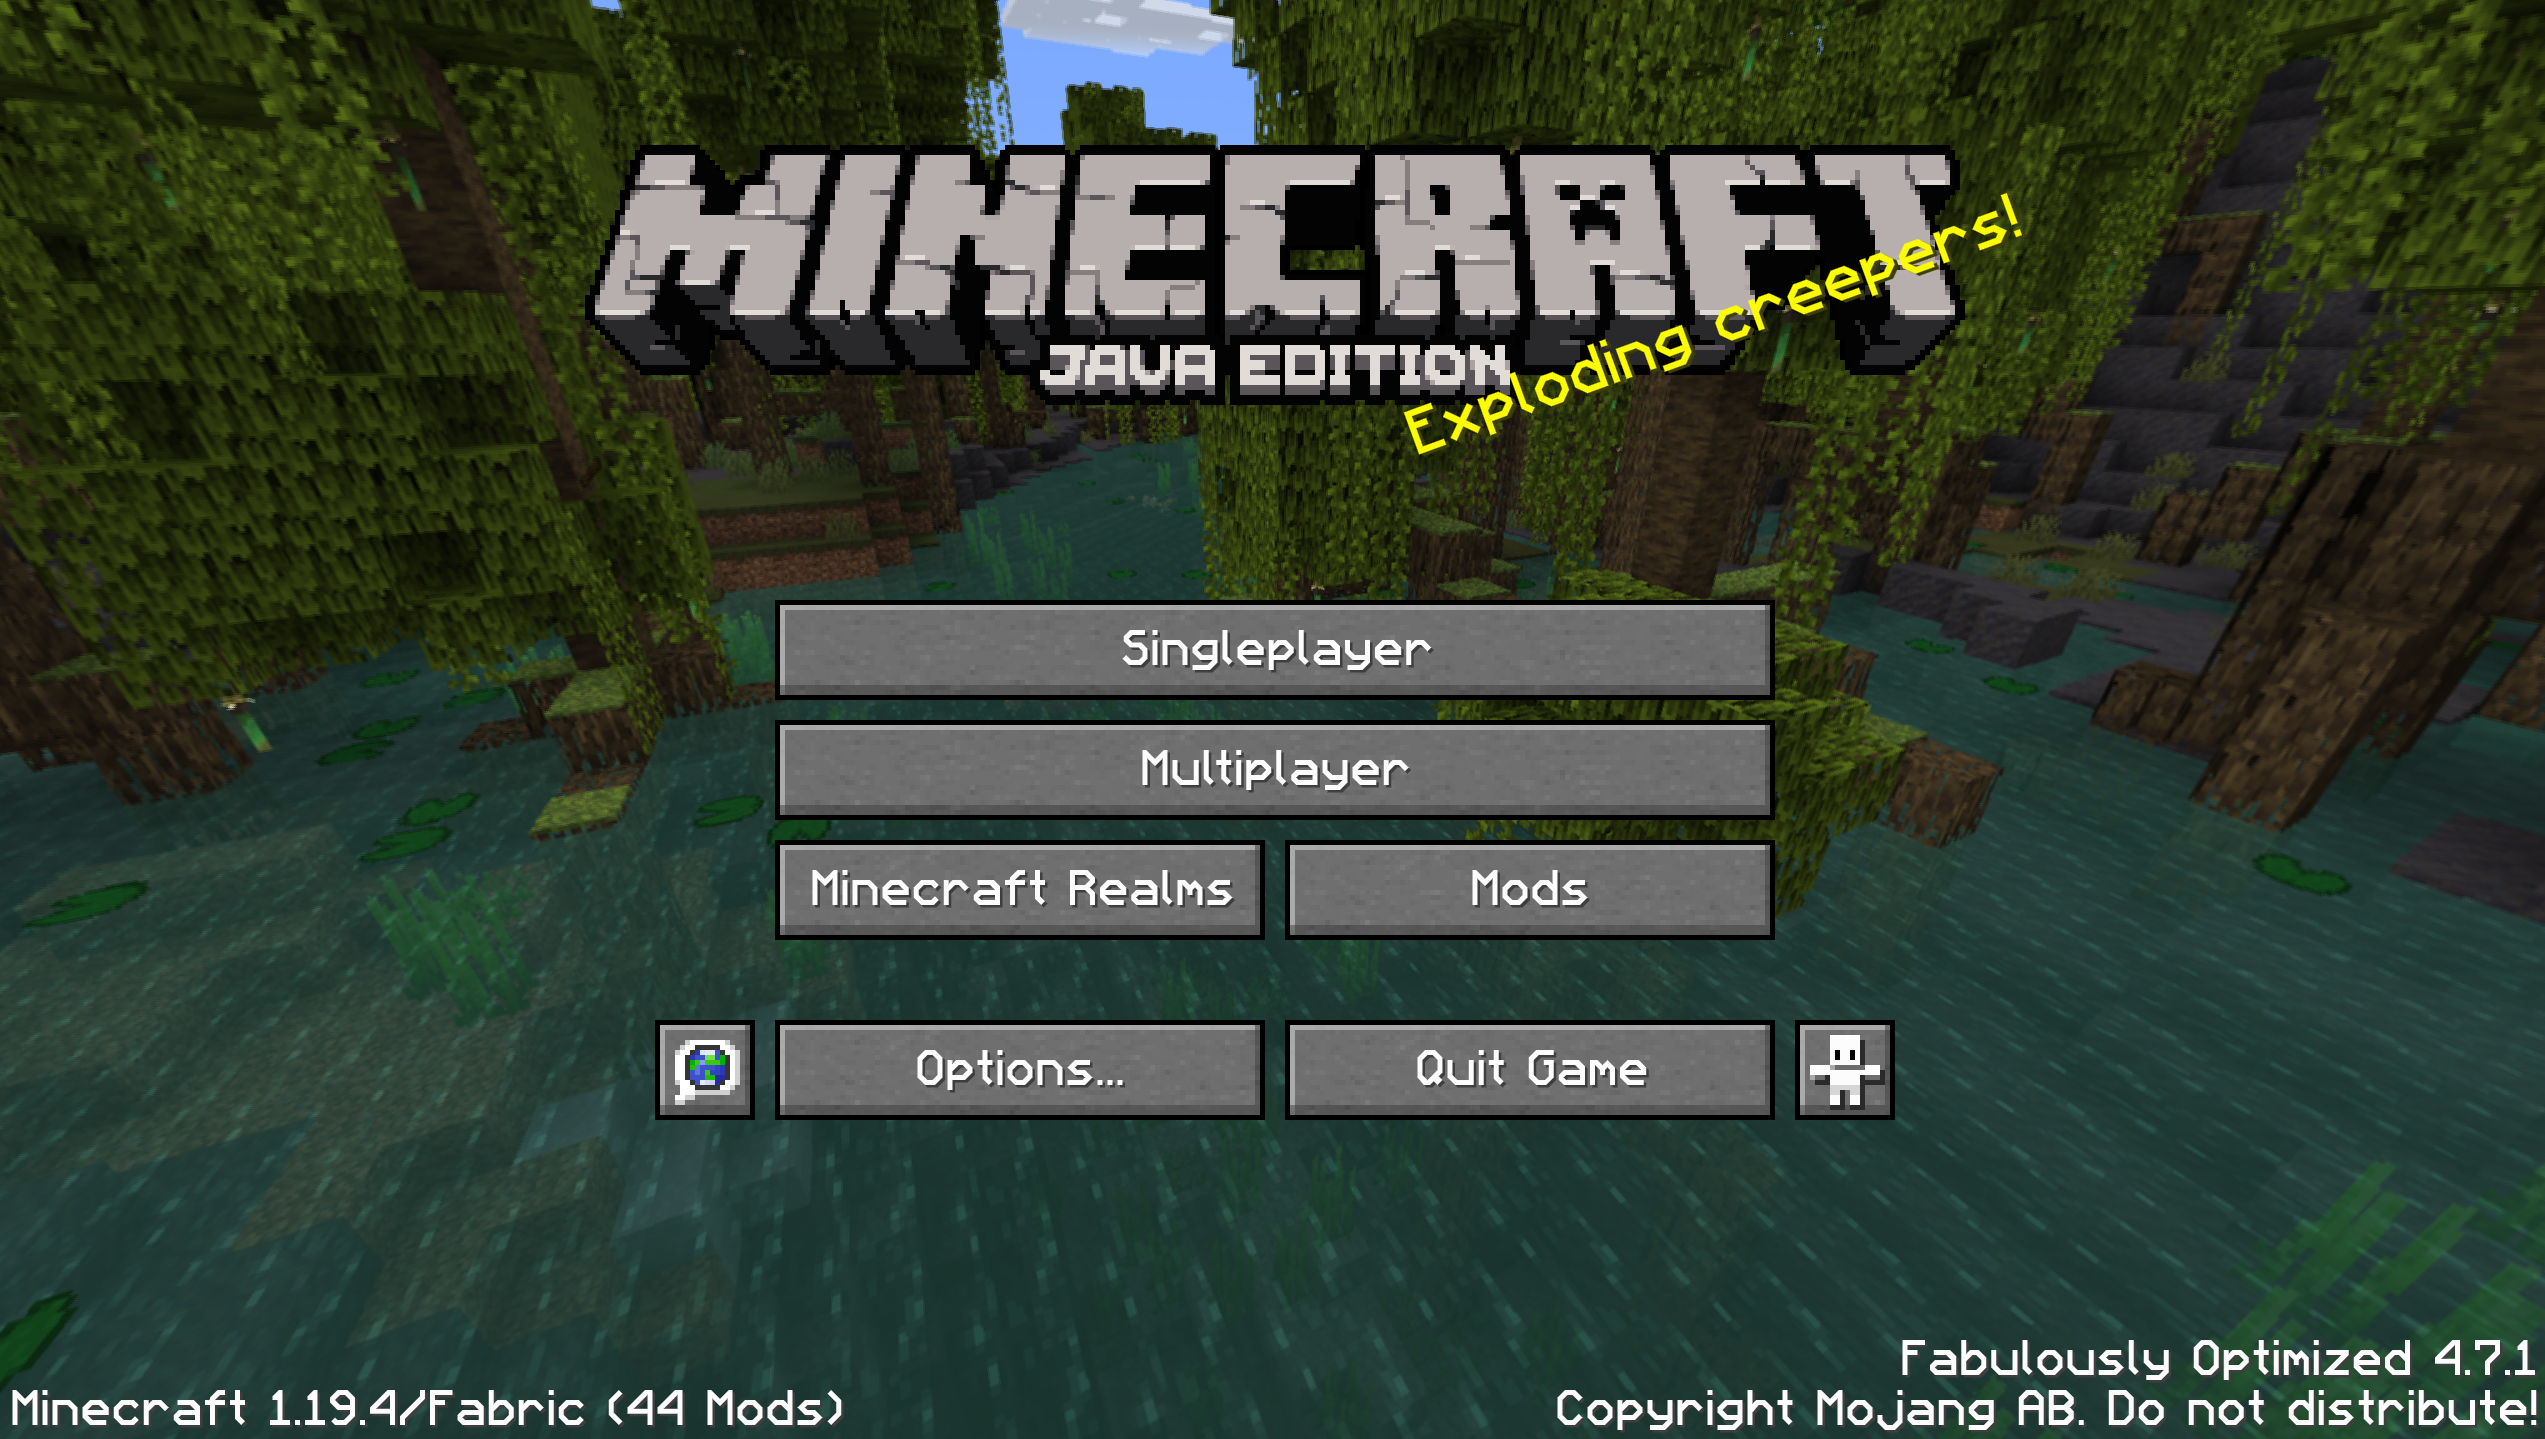 MINECRAFT
JAVA EDITION
Exploding creepers!
Singleplayer
Multiplayer
Minecraft Realms
Mods
Options...
Quit Game
Fabulously Optimized 4.7.1
Minecraft 1.19.4/Fabric (44 Mods)
Copyright Mojang AB. Do not distribute!